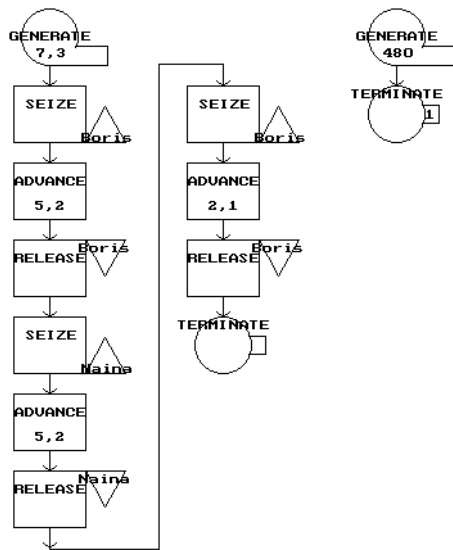 GENERATE
7,3
SEIZE
Boris
ADVANCE
5,2
Boris
RELEASE
SEIZE
Naina
ADVANCE
5,2
Naina
RELEASE
SEIZE
Boris
ADVANCE
2,1
Boris
RELEASE
TERMINATE
GENERATE
480
TERMINATE
1